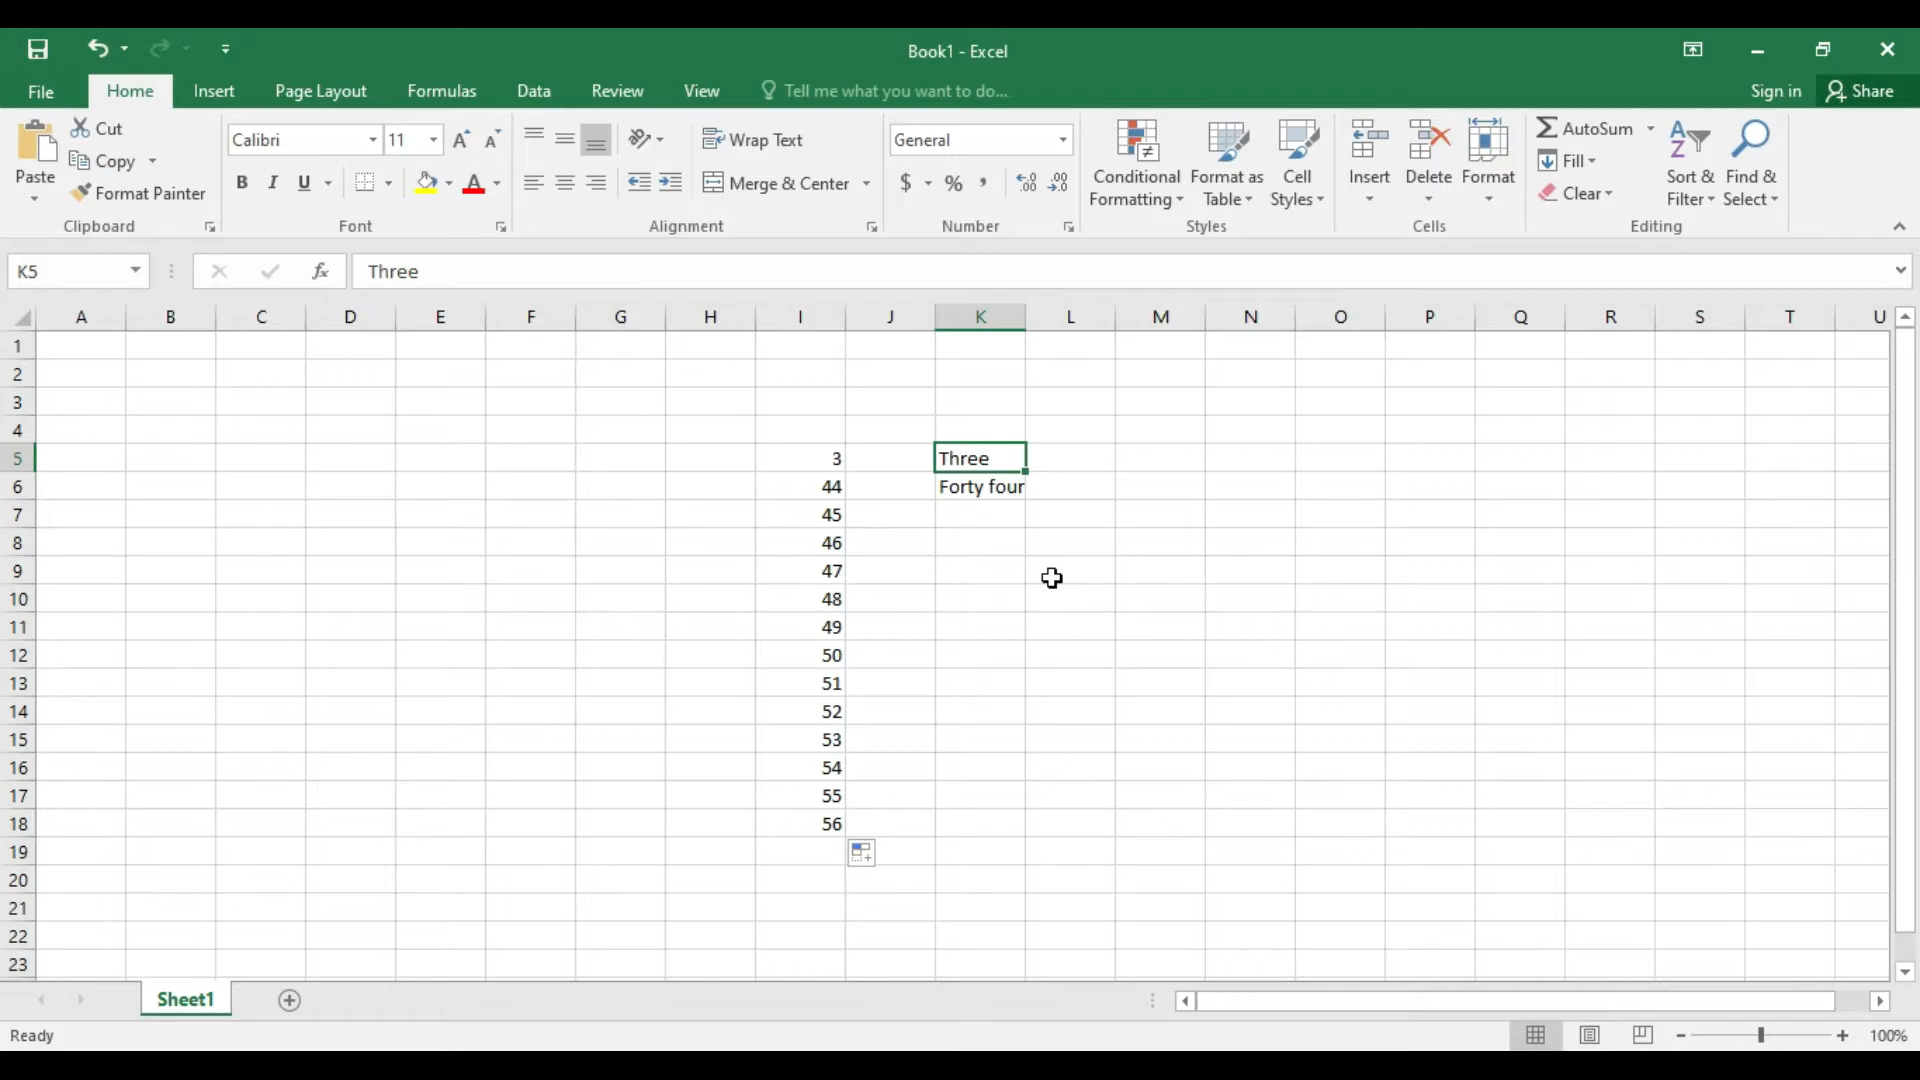 Book1 - Excel
File Home Insert Page Layout Formulas Data Review View Tell me what you want to do... Sign in Share
Paste
Cut
Copy
Format Painter
Clipboard
Calibri 11
B I U
Font
Wrap Text
Merge & Center
Alignment
General
$ % ,
Number
Conditional Formatting
Format as Table
Cell Styles
Styles
Insert Delete Format
Cells
AutoSum
Fill
Clear
Sort & Filter
Find & Select
Editing
K5 fx Three
A B C D E F G H I J K L M N O P Q R S T U
1
2
3
4
5 3 Three
6 44 Forty four
7 45
8 46
9 47
10 48
11 49
12 50
13 51
14 52
15 53
16 54
17 55
18 56
19
20
21
22
23
Sheet1
Ready 100%